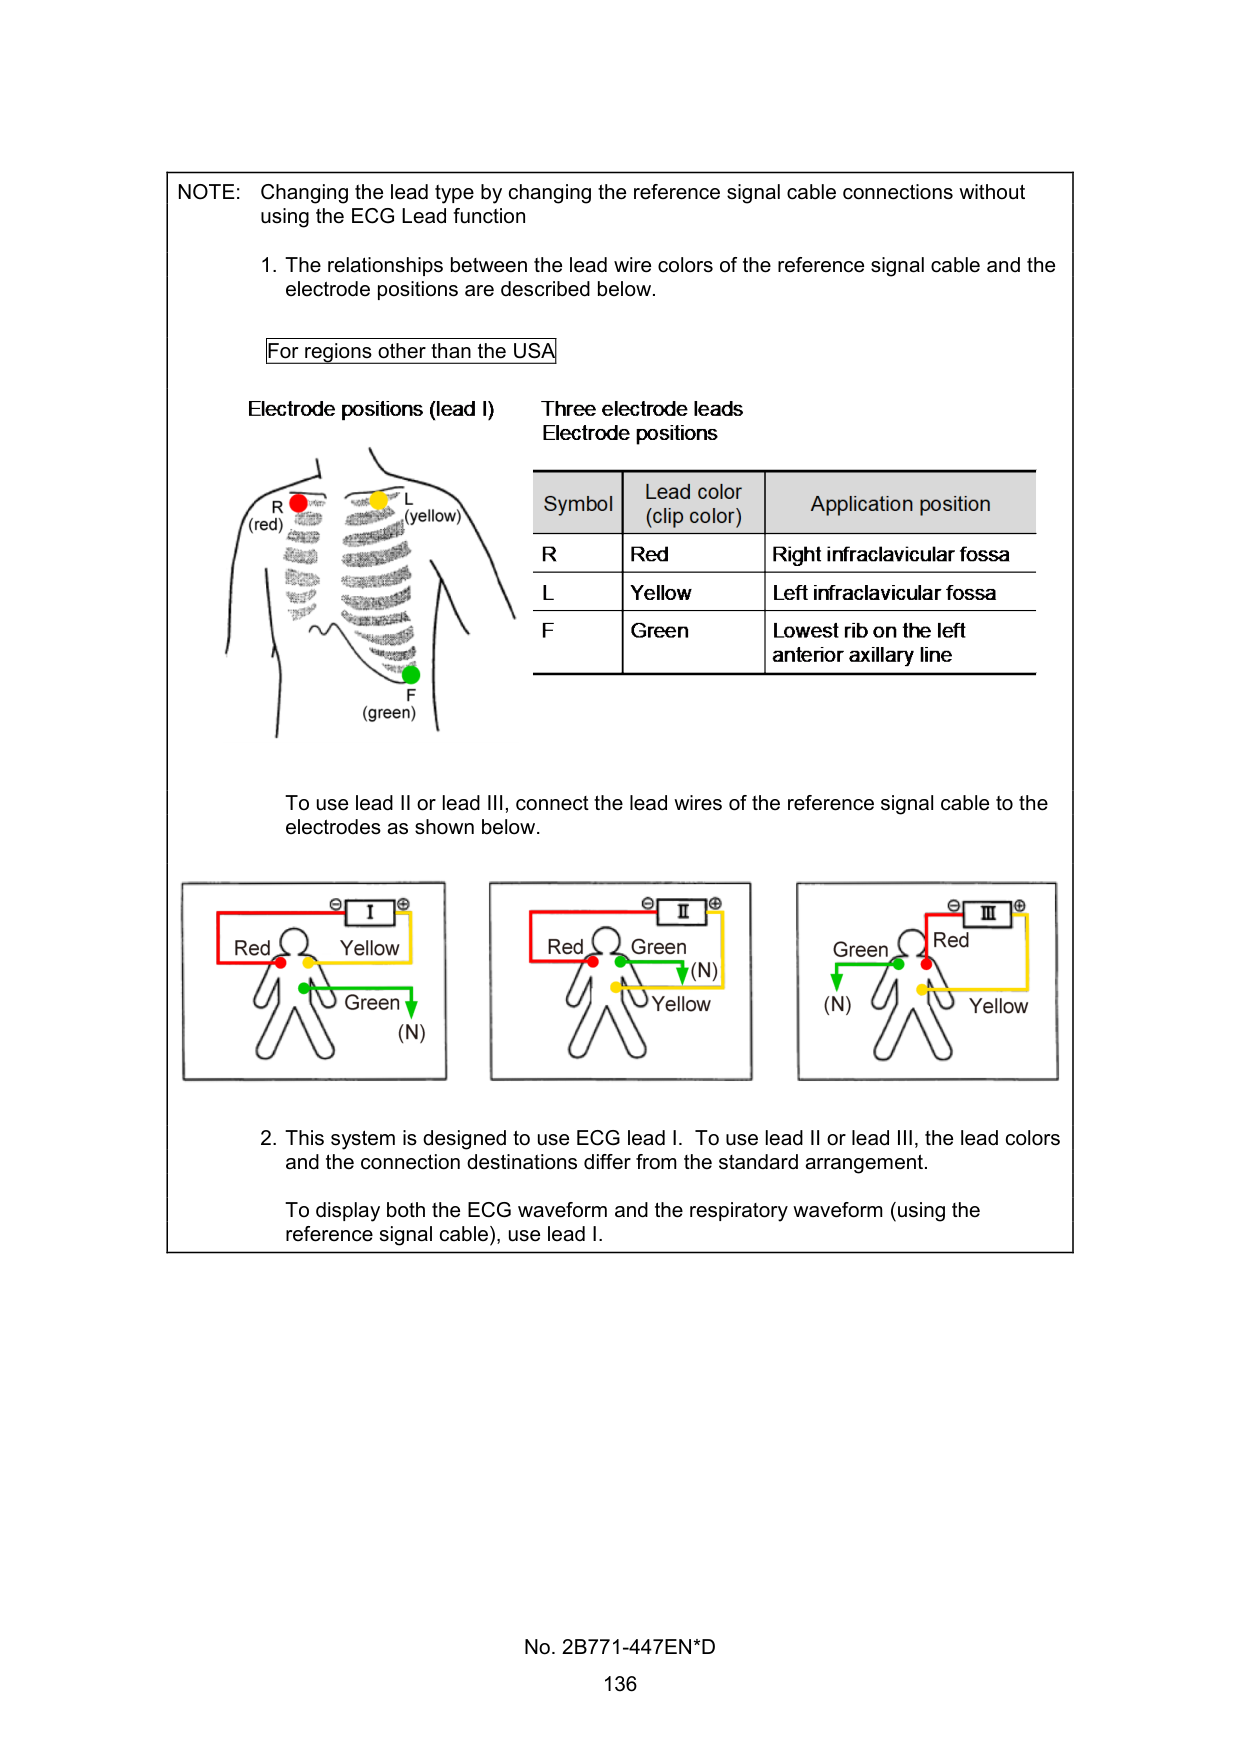 NOTE: Changing the lead type by changing the reference signal cable connections without
using the ECG Lead function
1. The relationships between the lead wire colors of the reference signal cable and the
electrode positions are described below.
For regions other than the USA
Electrode positions (lead I)
R
(red)
L
(yellow)
F
(green)
Three electrode leads
Electrode positions
Symbol Lead color (clip color) Application position
R Red Right infraclavicular fossa
L Yellow Left infraclavicular fossa
F Green Lowest rib on the left
anterior axillary line
To use lead II or lead III, connect the lead wires of the reference signal cable to the
electrodes as shown below.
⊖ I ⊕
Red Yellow
Green
(N)
⊖ II ⊕
Red Green
(N)
Yellow
⊖ III ⊕
Green Red
(N) Yellow
2. This system is designed to use ECG lead I. To use lead II or lead III, the lead colors
and the connection destinations differ from the standard arrangement.
To display both the ECG waveform and the respiratory waveform (using the
reference signal cable), use lead I.
No. 2B771-447EN*D
136